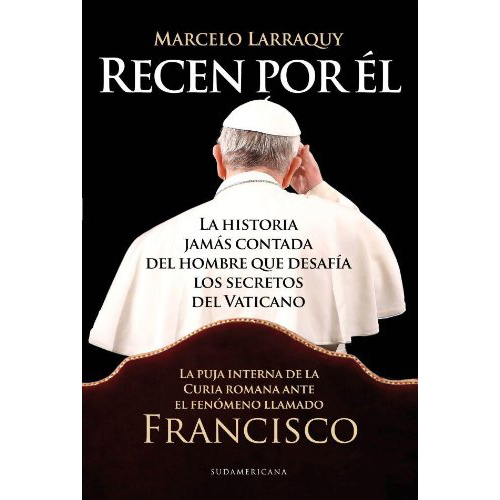 MARCELO LARRAQUY
RECEN POR ÉL
LA HISTORIA
JAMÁS CONTADA
DEL HOMBRE QUE DESAFÍA
LOS SECRETOS
DEL VATICANO
LA PUJA INTERNA DE LA
CURIA ROMANA ANTE
EL FENÓMENO LLAMADO
FRANCISCO
SUDAMERICANA